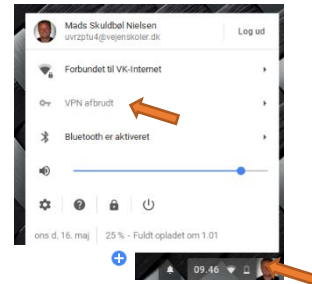 Mads Skuldbøl Nielsen
uvrzptu4@vejenskoler.dk
Log ud
Forbundet til VK-Internet
VPN afbrudt
Bluetooth er aktiveret
ons d. 16. maj
25 % - Fuldt opladet om 1.01
09.46